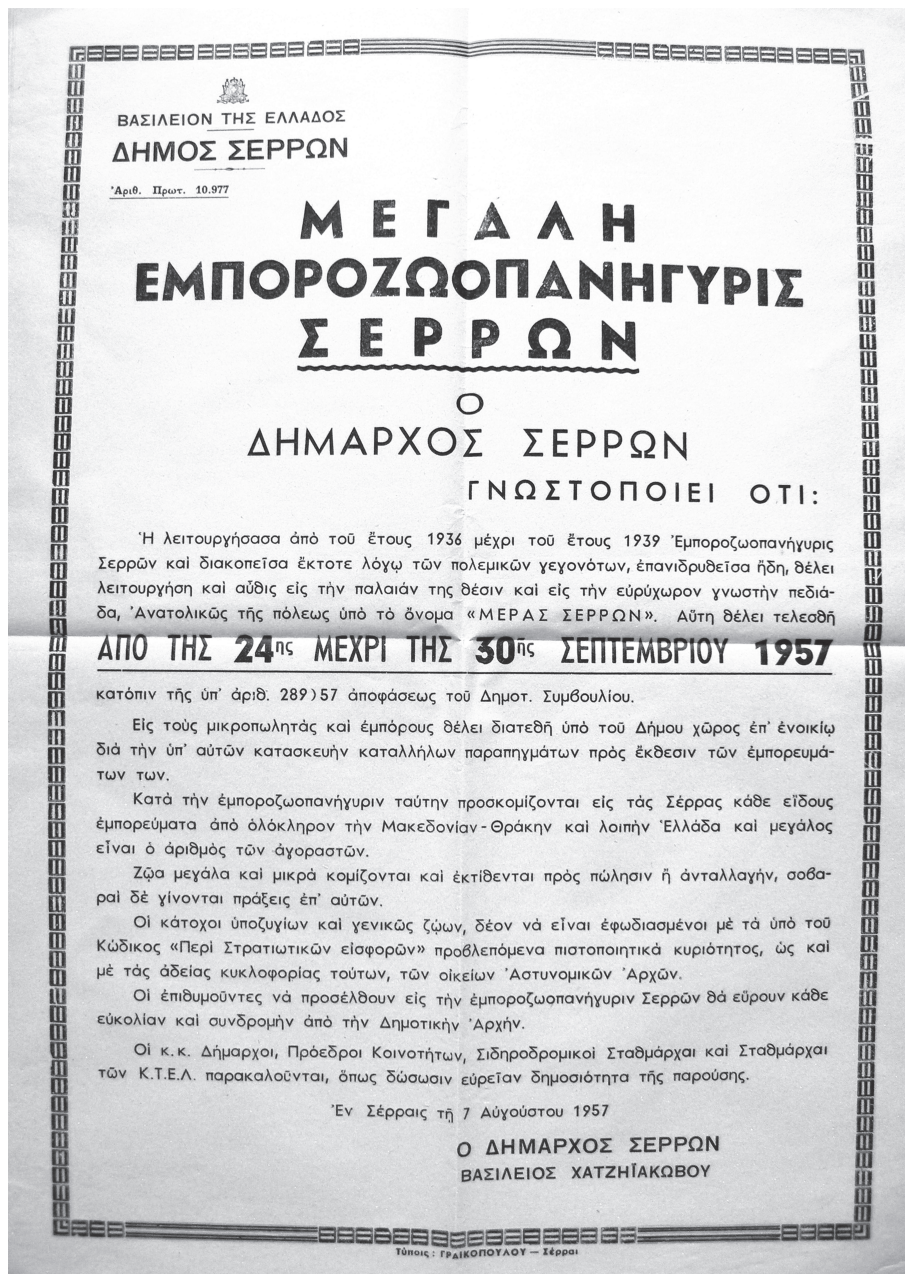 ΒΑΣΙΛΕΙΟΝ ΤΗΣ ΕΛΛΑΔΟΣ
ΔΗΜΟΣ ΣΕΡΡΩΝ
Ἀριθ. Πρωτ. 10.977
ΜΕΓΑΛΗ
ΕΜΠΟΡΟΖΩΟΠΑΝΗΓΥΡΙΣ
ΣΕΡΡΩΝ
Ο
ΔΗΜΑΡΧΟΣ ΣΕΡΡΩΝ
ΓΝΩΣΤΟΠΟΙΕΙ ΟΤΙ:
Ἡ λειτουργήσασα ἀπὸ τοῦ ἔτους 1936 μέχρι τοῦ ἔτους 1939 Ἐμποροζωοπανήγυρις
Σερρῶν καὶ διακοπεῖσα ἔκτοτε λόγῳ τῶν πολεμικῶν γεγονότων, ἐπανιδρυθεῖσα ἤδη, θέλει
λειτουργήση καὶ αὖθις εἰς τὴν παλαιάν της θέσιν καὶ εἰς τὴν εὐρύχωρον γνωστὴν πεδιά-
δα, Ἀνατολικῶς τῆς πόλεως ὑπὸ τὸ ὄνομα «ΜΕΡΑΣ ΣΕΡΡΩΝ». Αὕτη θέλει τελεσθῆ
ΑΠΟ ΤΗΣ 24ης ΜΕΧΡΙ ΤΗΣ 30ῆς ΣΕΠΤΕΜΒΡΙΟΥ 1957
κατόπιν τῆς ὑπ' ἀριθ. 289)57 ἀποφάσεως τοῦ Δημοτ. Συμβουλίου.
Εἰς τοὺς μικροπωλητὰς καὶ ἐμπόρους θέλει διατεθῆ ὑπὸ τοῦ Δήμου χῶρος ἐπ' ἐνοικίῳ
διὰ τὴν ὑπ' αὐτῶν κατασκευὴν καταλλήλων παραπηγμάτων πρὸς ἔκθεσιν τῶν ἐμπορευμά-
των των.
Κατὰ τὴν ἐμποροζωοπανήγυριν ταύτην προσκομίζονται εἰς τὰς Σέρρας κάθε εἴδους
ἐμπορεύματα ἀπὸ ὁλόκληρον τὴν Μακεδονίαν-Θράκην καὶ λοιπὴν Ἑλλάδα καὶ μεγάλος
εἶναι ὁ ἀριθμὸς τῶν ἀγοραστῶν.
Ζῷα μεγάλα καὶ μικρὰ κομίζονται καὶ ἐκτίθενται πρὸς πώλησιν ἢ ἀνταλλαγήν, σοβα-
ραὶ δὲ γίνονται πράξεις ἐπ' αὐτῶν.
Οἱ κάτοχοι ὑποζυγίων καὶ γενικῶς ζῴων, δέον νὰ εἶναι ἐφωδιασμένοι μὲ τὰ ὑπὸ τοῦ
Κώδικος «Περὶ Στρατιωτικῶν εἰσφορῶν» προβλεπόμενα πιστοποιητικὰ κυριότητος, ὡς καὶ
μὲ τὰς ἀδείας κυκλοφορίας τούτων, τῶν οἰκείων Ἀστυνομικῶν Ἀρχῶν.
Οἱ ἐπιθυμοῦντες νὰ προσέλθουν εἰς τὴν ἐμποροζωοπανήγυριν Σερρῶν θὰ εὕρουν κάθε
εὐκολίαν καὶ συνδρομὴν ἀπὸ τὴν Δημοτικὴν Ἀρχήν.
Οἱ κ.κ. Δήμαρχοι, Πρόεδροι Κοινοτήτων, Σιδηροδρομικοὶ Σταθμάρχαι καὶ Σταθμάρχαι
τῶν Κ.Τ.Ε.Λ. παρακαλοῦνται, ὅπως δώσωσιν εὐρεῖαν δημοσιότητα τῆς παρούσης.
Ἐν Σέρραις τῇ 7 Αὐγούστου 1957
Ο ΔΗΜΑΡΧΟΣ ΣΕΡΡΩΝ
ΒΑΣΙΛΕΙΟΣ ΧΑΤΖΗΪΑΚΩΒΟΥ
Τύποις: ΓΡΑΙΚΟΠΟΥΛΟΥ — Σέρραι